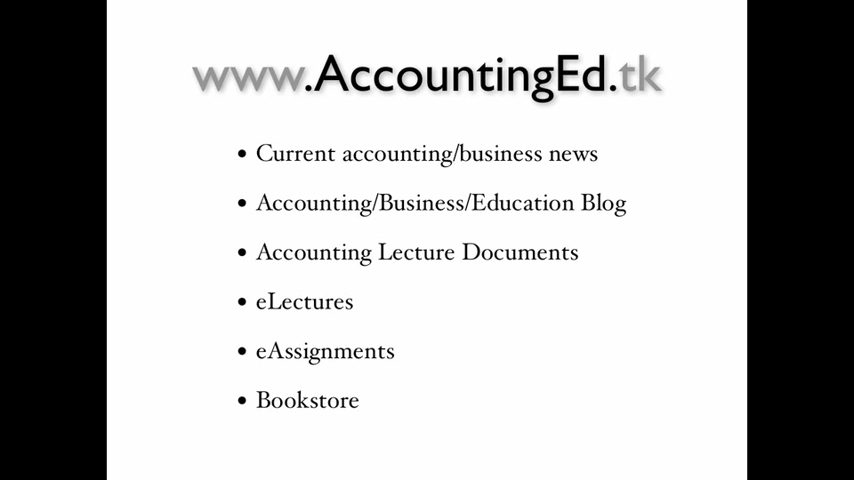 www.AccountingEd.tk
• Current accounting/business news
• Accounting/Business/Education Blog
• Accounting Lecture Documents
• eLectures
• eAssignments
• Bookstore